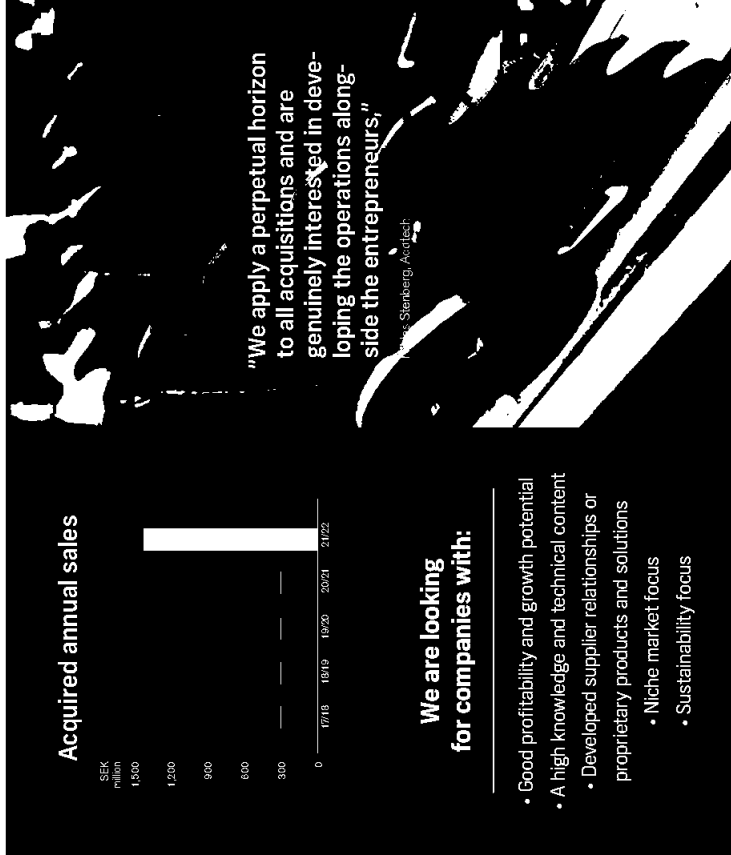 Acquired annual sales
SEK
million
1,500
1,200
900
600
300
0
17/18
18/19
19/20
20/21
21/22
We are looking
for companies with:
• Good profitability and growth potential
• A high knowledge and technical content
• Developed supplier relationships or
proprietary products and solutions
• Niche market focus
• Sustainability focus
"We apply a perpetual horizon
to all acquisitions and are
genuinely interested in deve-
loping the operations along-
side the entrepreneurs,"
Stenberg, Addtech